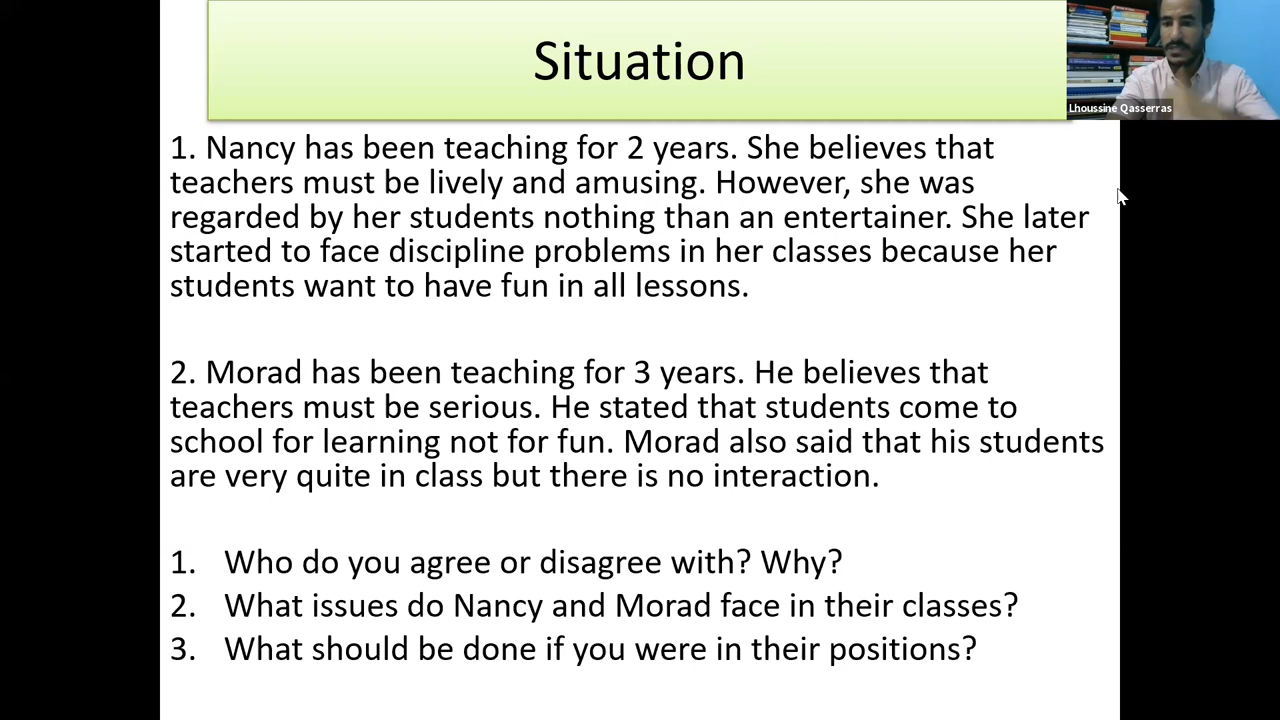 Situation
Lhoussine Qasserras
1. Nancy has been teaching for 2 years. She believes that
teachers must be lively and amusing. However, she was
regarded by her students nothing than an entertainer. She later
started to face discipline problems in her classes because her
students want to have fun in all lessons.
2. Morad has been teaching for 3 years. He believes that
teachers must be serious. He stated that students come to
school for learning not for fun. Morad also said that his students
are very quite in class but there is no interaction.
1. Who do you agree or disagree with? Why?
2. What issues do Nancy and Morad face in their classes?
3. What should be done if you were in their positions?